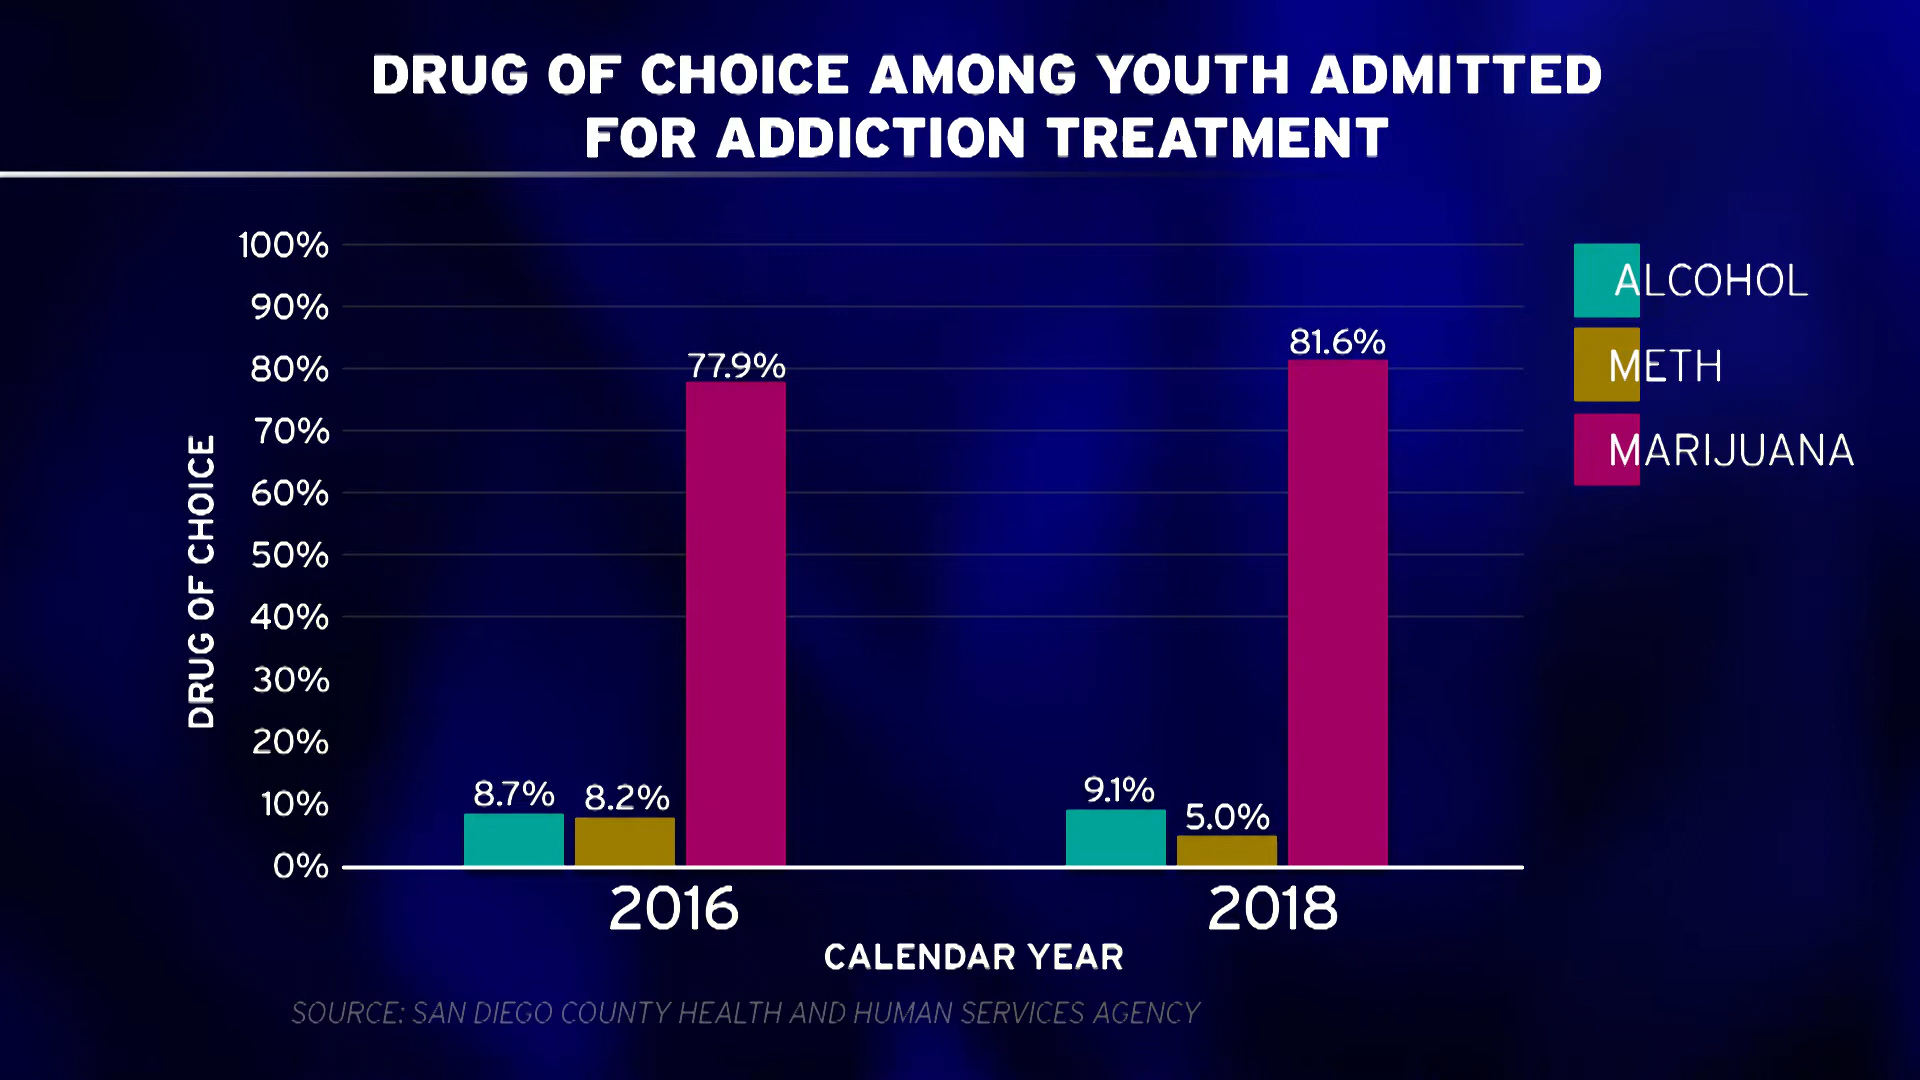 DRUG OF CHOICE AMONG YOUTH ADMITTED
FOR ADDICTION TREATMENT
100%
90%
80%
70%
60%
50%
40%
30%
20%
10%
0%
DRUG OF CHOICE
8.7%
8.2%
77.9%
9.1%
5.0%
81.6%
ALCOHOL
METH
MARIJUANA
2016
2018
CALENDAR YEAR
SOURCE: SAN DIEGO COUNTY HEALTH AND HUMAN SERVICES AGENCY